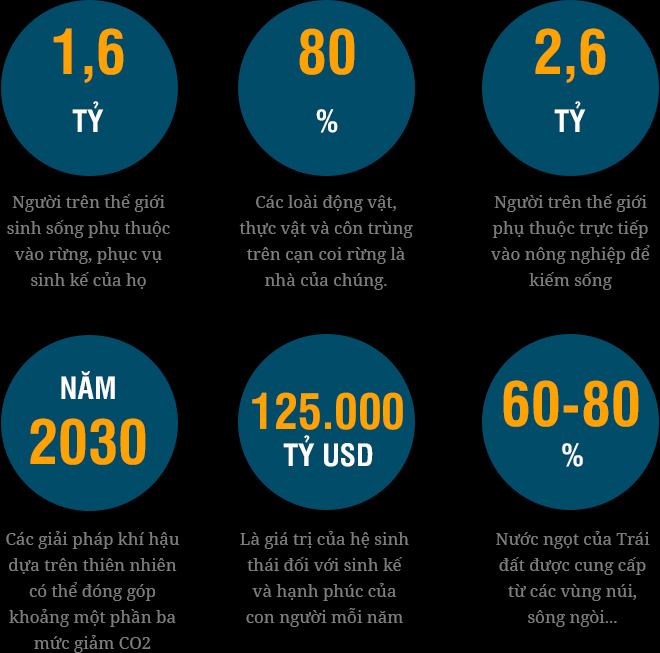 1,6
TỶ
Người trên thế giới
sinh sống phụ thuộc
vào rừng, phục vụ
sinh kế của họ
80
%
Các loài động vật,
thực vật và côn trùng
trên cạn coi rừng là
nhà của chúng.
2,6
TỶ
Người trên thế giới
phụ thuộc trực tiếp
vào nông nghiệp để
kiếm sống
NĂM
2030
Các giải pháp khí hậu
dựa trên thiên nhiên
có thể đóng góp
khoảng một phần ba
mức giảm CO2
125.000
TỶ USD
Là giá trị của hệ sinh
thái đối với sinh kế
và hạnh phúc của
con người mỗi năm
60-80
%
Nước ngọt của Trái
đất được cung cấp
từ các vùng núi,
sông ngòi...